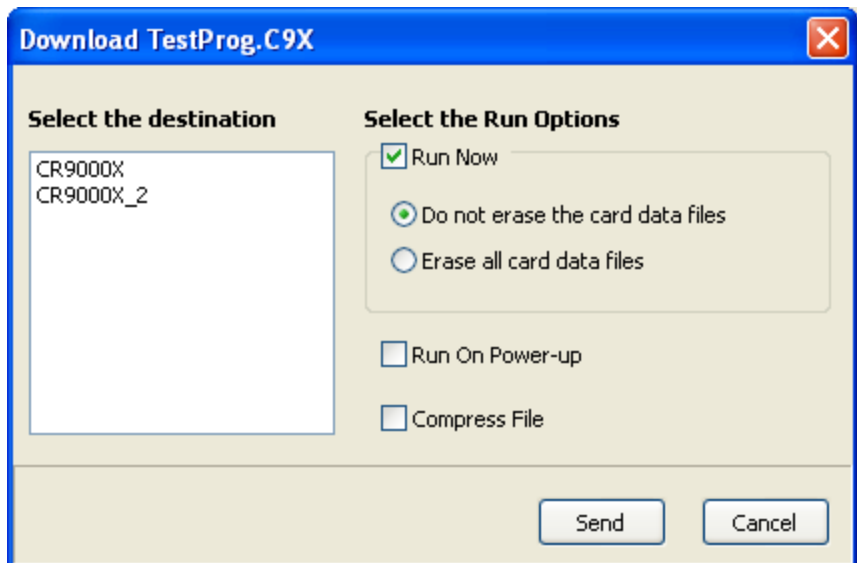 Download TestProg.C9X
Select the destination
CR9000X
CR9000X_2
Select the Run Options
Run Now
Do not erase the card data files
Erase all card data files
Run On Power-up
Compress File
Send
Cancel